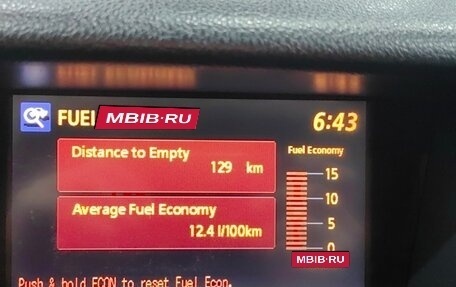 FUEL MBIB·RU 6:43
Distance to Empty
129 km
Fuel Economy
15
10
5
0
Average Fuel Economy
12.4 l/100km
MBIB·RU
Push & hold ECON to reset Fuel Econ.